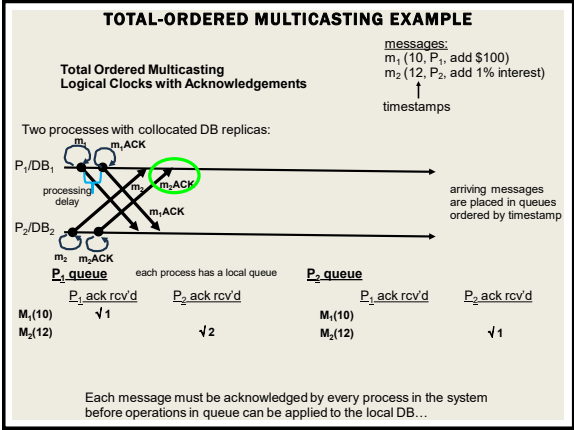 TOTAL-ORDERED MULTICASTING EXAMPLE
messages:
m₁ (10, P₁, add $100)
m₂ (12, P₂, add 1% interest)
timestamps
Total Ordered Multicasting
Logical Clocks with Acknowledgements
Two processes with collocated DB replicas:
m₁ m₁ACK
P₁/DB₁
processing
delay
m₂ m₂ACK
m₁ACK
arriving messages
are placed in queues
ordered by timestamp
P₂/DB₂
m₂ m₂ACK
P₁ queue each process has a local queue P₂ queue
P₁ ack rcv'd P₂ ack rcv'd P₁ack rcv'd P₂ ack rcv'd
M₁(10) √ 1 M₁(10)
M₂(12) √ 2 M₂(12) √ 1
Each message must be acknowledged by every process in the system
before operations in queue can be applied to the local DB…